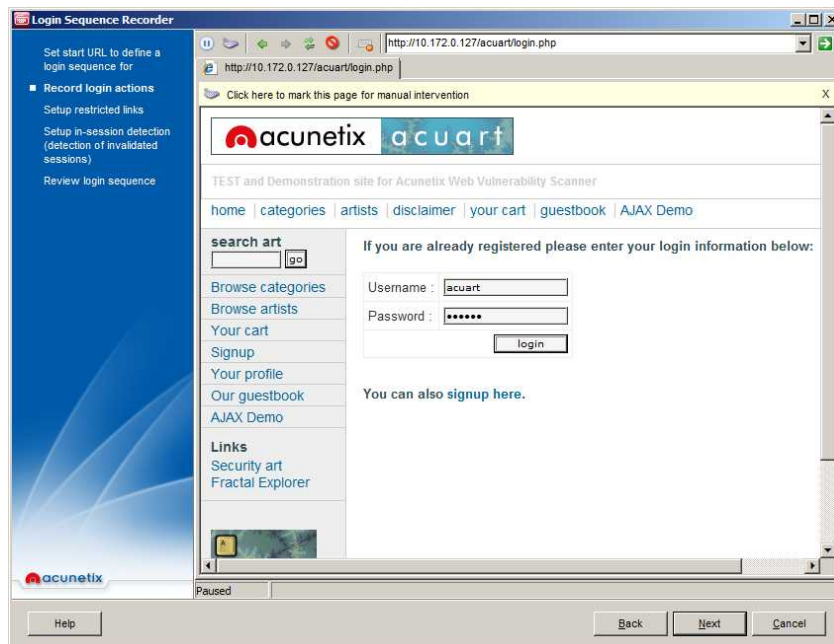 Login Sequence Recorder
Set start URL to define a
login sequence for
Record login actions
Setup restricted links
Setup in-session detection
(detection of invalidated
sessions)
Review login sequence
acunetix
http://10.172.0.127/acuart/login.php
http://10.172.0.127/acuart/login.php
Click here to mark this page for manual intervention X
acunetix acuart
TEST and Demonstration site for Acunetix Web Vulnerability Scanner
home | categories | artists | disclaimer | your cart | guestbook | AJAX Demo
search art
go
Browse categories
Browse artists
Your cart
Signup
Your profile
Our guestbook
AJAX Demo
Links
Security art
Fractal Explorer
If you are already registered please enter your login information below:
Username : acuart
Password : ••••••
login
You can also signup here.
Paused
Help
Back
Next
Cancel